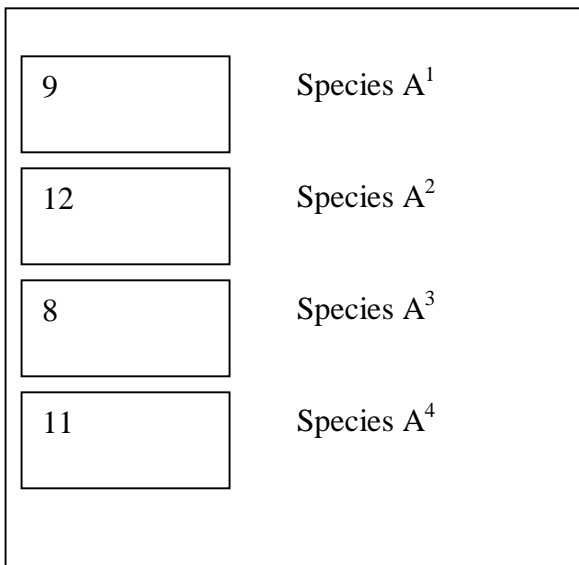 9 Species A¹
12 Species A²
8 Species A³
11 Species A⁴